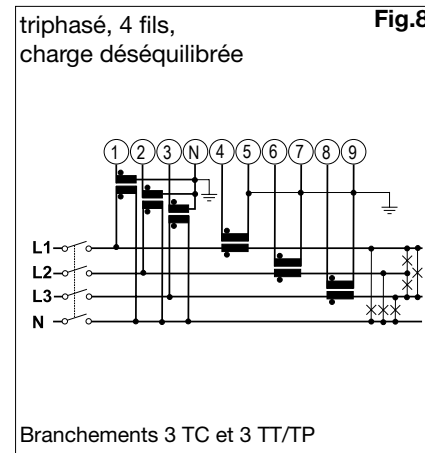 triphasé, 4 fils,
charge déséquilibrée
Fig.8
1 2 3 N 4 5 6 7 8 9
L1
L2
L3
N
Branchements 3 TC et 3 TT/TP